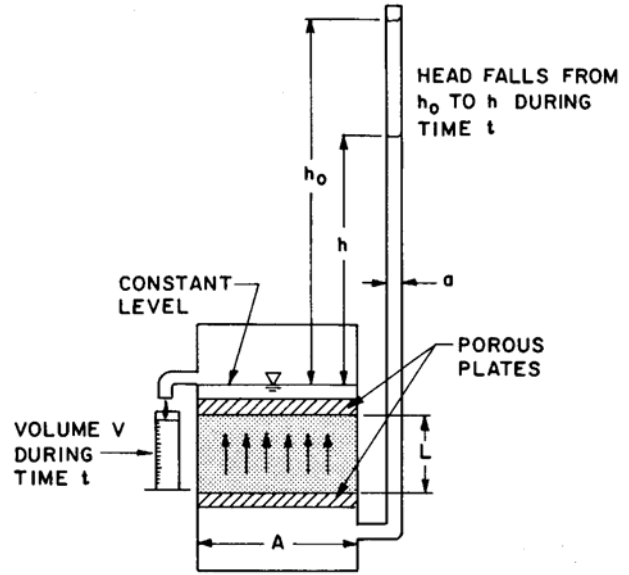 HEAD FALLS FROM
h₀ TO h DURING
TIME t
h₀
h
a
CONSTANT
LEVEL
POROUS
PLATES
VOLUME V
DURING
TIME t
L
A